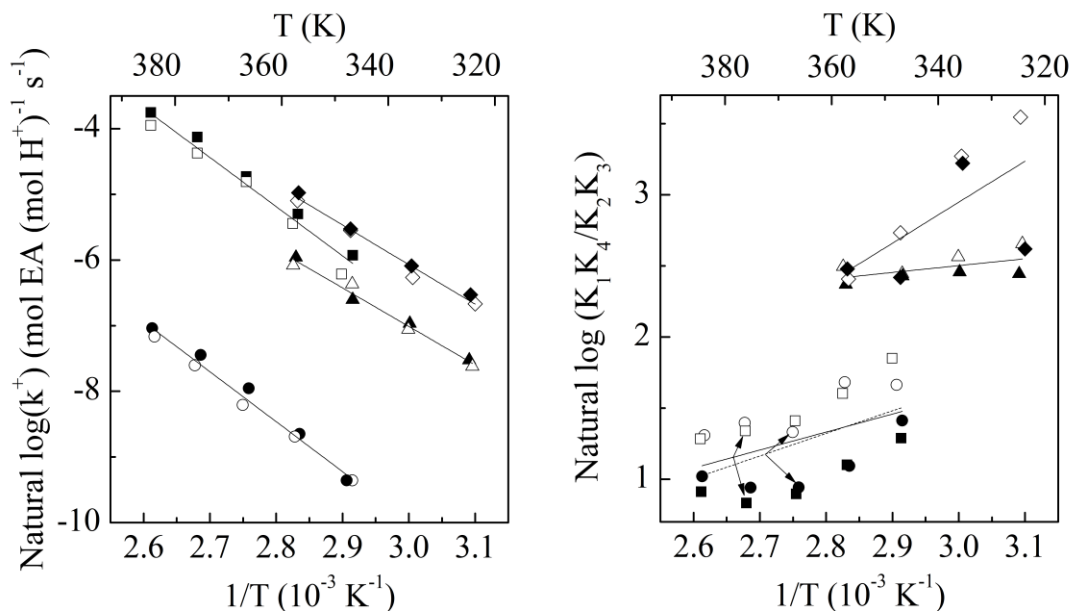 T (K)
380 360 340 320
Natural log(k⁺) (mol EA (mol H⁺)⁻¹ s⁻¹)
-4
-6
-8
-10
2.6 2.7 2.8 2.9 3.0 3.1
1/T (10⁻³ K⁻¹)
T (K)
380 360 340 320
Natural log (K₁K₄/K₂K₃)
3
2
1
2.6 2.7 2.8 2.9 3.0 3.1
1/T (10⁻³ K⁻¹)